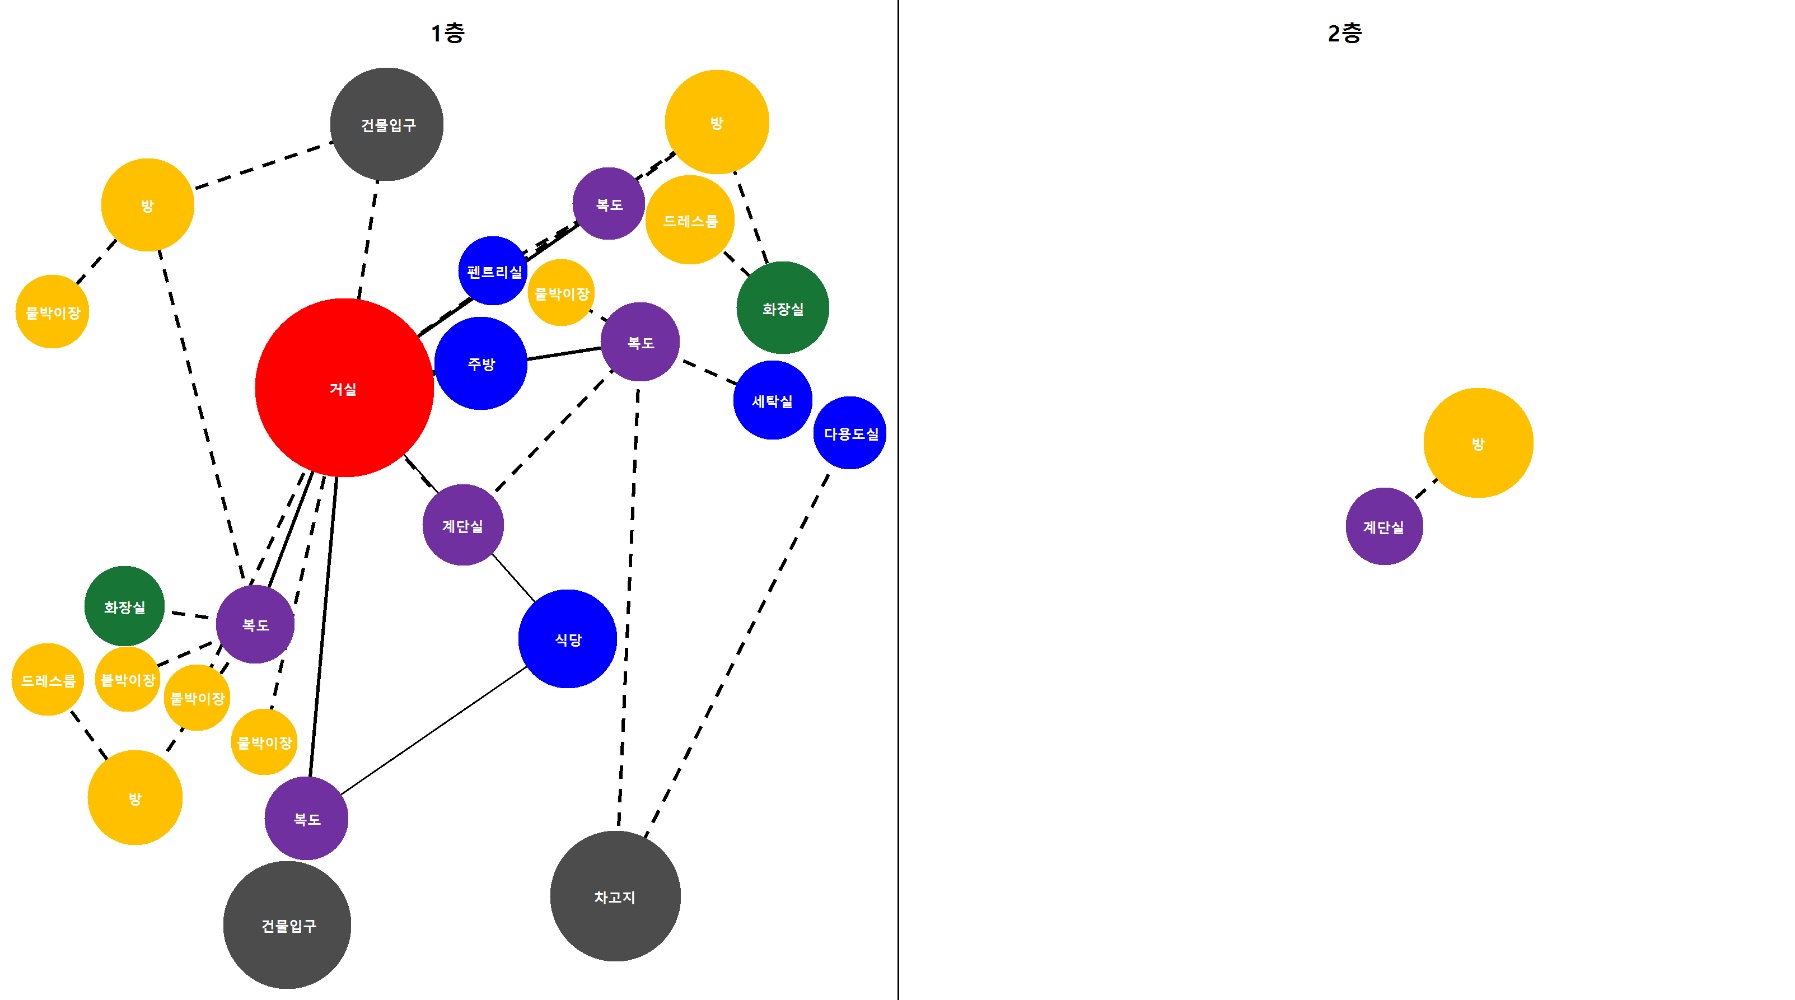 1층
건물입구
방
방
붙박이장
복도
드레스룸
펜트리실
붙박이장
화장실
복도
주방
거실
세탁실
다용도실
계단실
화장실
복도
식당
드레스룸
붙박이장
붙박이장
붙박이장
방
복도
차고지
건물입구
2층
방
계단실